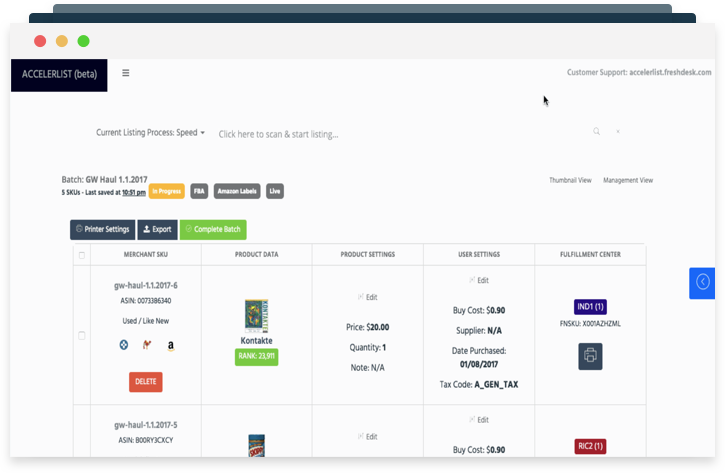 ACCELERLIST (beta)
Customer Support: accelerlist.freshdesk.com
Current Listing Process: Speed
Click here to scan & start listing...
Batch: GW Haul 1.1.2017
5 SKUs - Last saved at 10:51 pm
In Progress
FBA
Amazon Labels
Live
Thumbnail View
Management View
Printer Settings
Export
Complete Batch
MERCHANT SKU
PRODUCT DATA
PRODUCT SETTINGS
USER SETTINGS
FULFILLMENT CENTER
gw-haul-1.1.2017-6
ASIN: 0073386340
Used / Like New
a
DELETE
KONTAKTE
Kontakte
RANK: 23,911
Edit
Price: $20.00
Quantity: 1
Note: N/A
Edit
Buy Cost: $0.90
Supplier: N/A
Date Purchased:
01/08/2017
Tax Code: A_GEN_TAX
IND1 (1)
FNSKU: X001AZHZML
gw-haul-1.1.2017-5
ASIN: B00RY3CXCY
Edit
Edit
Buy Cost: $0.90
RIC2 (1)